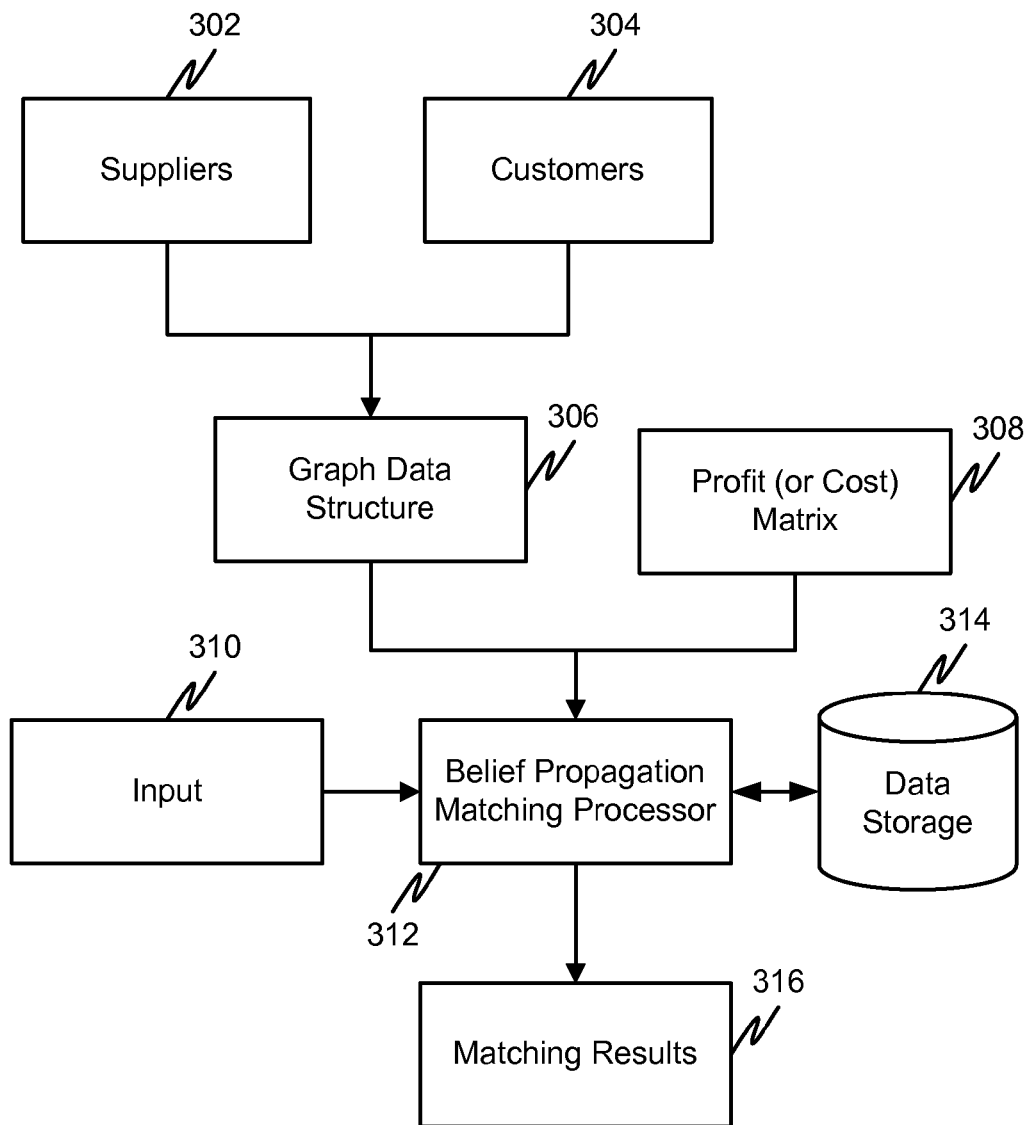 302
304
Suppliers
Customers
306
308
Graph Data
Structure
Profit (or Cost)
Matrix
310
314
Input
Belief Propagation
Matching Processor
Data
Storage
312
316
Matching Results